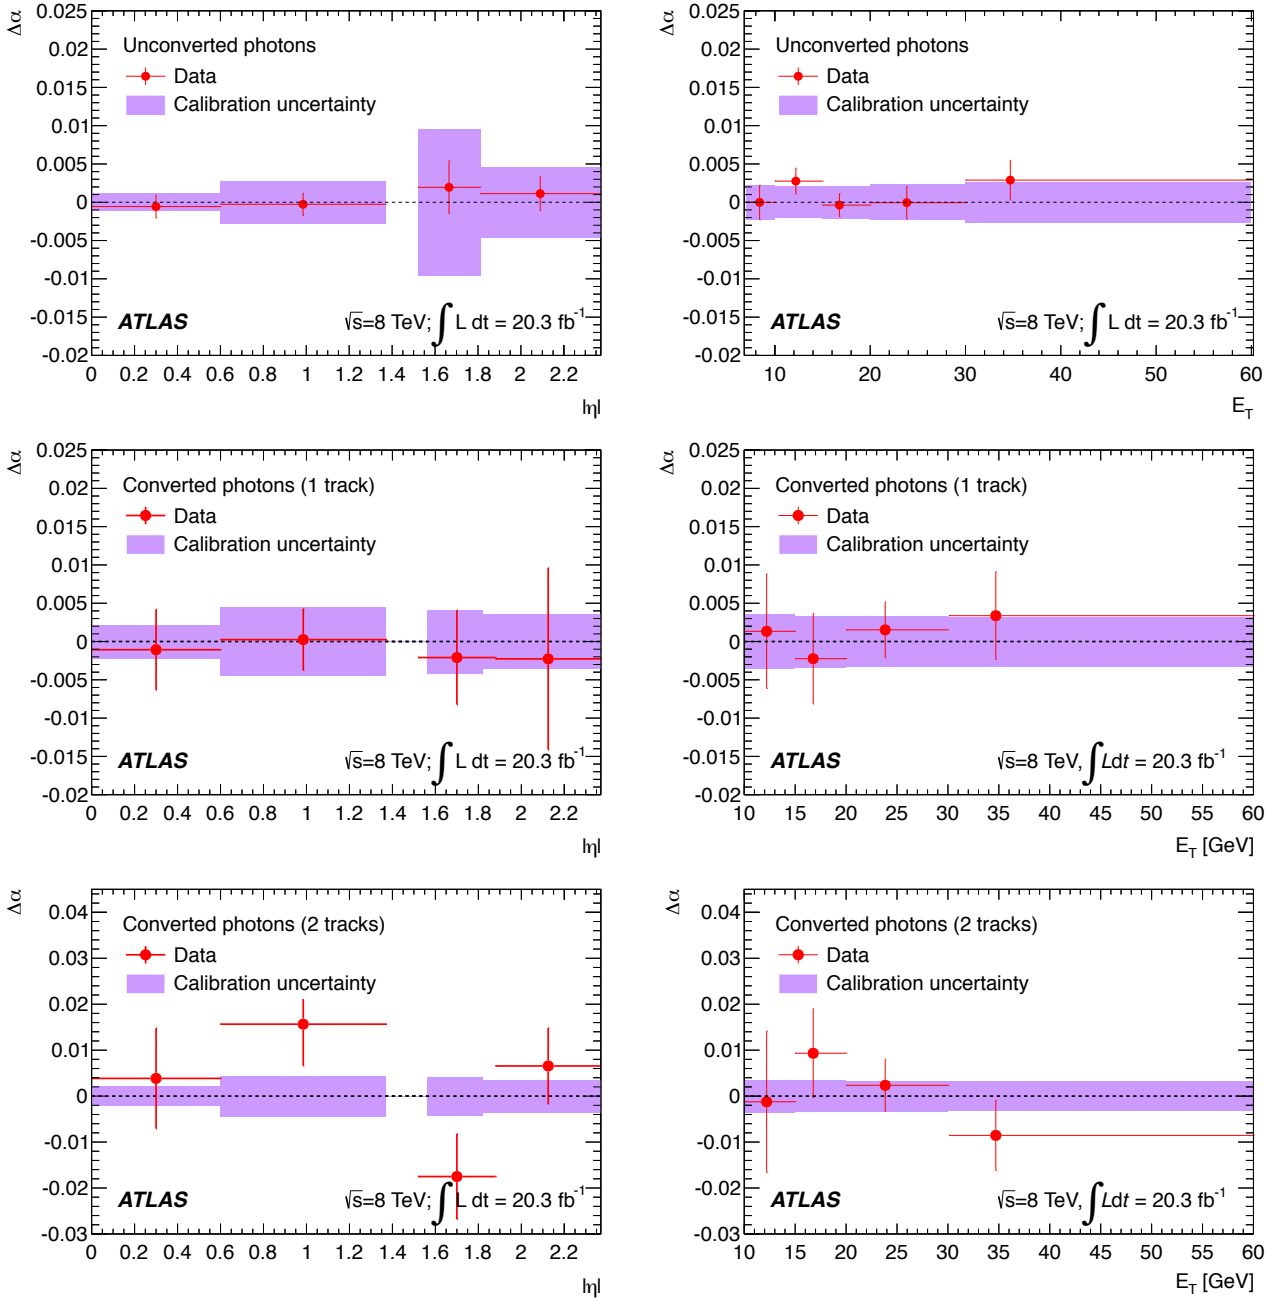 Δα
0.025
0.02
0.015
0.01
0.005
0
-0.005
-0.01
-0.015
-0.02
Unconverted photons
Data
Calibration uncertainty
ATLAS
√s=8 TeV; ∫ L dt = 20.3 fb⁻¹
0 0.2 0.4 0.6 0.8 1 1.2 1.4 1.6 1.8 2 2.2
|η|
Δα
0.025
0.02
0.015
0.01
0.005
0
-0.005
-0.01
-0.015
-0.02
Unconverted photons
Data
Calibration uncertainty
ATLAS
√s=8 TeV; ∫ L dt = 20.3 fb⁻¹
10 20 30 40 50 60
E_T
Δα
0.025
0.02
0.015
0.01
0.005
0
-0.005
-0.01
-0.015
-0.02
Converted photons (1 track)
Data
Calibration uncertainty
ATLAS
√s=8 TeV; ∫ L dt = 20.3 fb⁻¹
0 0.2 0.4 0.6 0.8 1 1.2 1.4 1.6 1.8 2 2.2
|η|
Δα
0.025
0.02
0.015
0.01
0.005
0
-0.005
-0.01
-0.015
-0.02
Converted photons (1 track)
Data
Calibration uncertainty
ATLAS
√s=8 TeV, ∫ Ldt = 20.3 fb⁻¹
10 15 20 25 30 35 40 45 50 55 60
E_T [GeV]
Δα
0.04
0.03
0.02
0.01
0
-0.01
-0.02
-0.03
Converted photons (2 tracks)
Data
Calibration uncertainty
ATLAS
√s=8 TeV; ∫ L dt = 20.3 fb⁻¹
0 0.2 0.4 0.6 0.8 1 1.2 1.4 1.6 1.8 2 2.2
|η|
Δα
0.04
0.03
0.02
0.01
0
-0.01
-0.02
-0.03
Converted photons (2 tracks)
Data
Calibration uncertainty
ATLAS
√s=8 TeV, ∫ Ldt = 20.3 fb⁻¹
10 15 20 25 30 35 40 45 50 55 60
E_T [GeV]